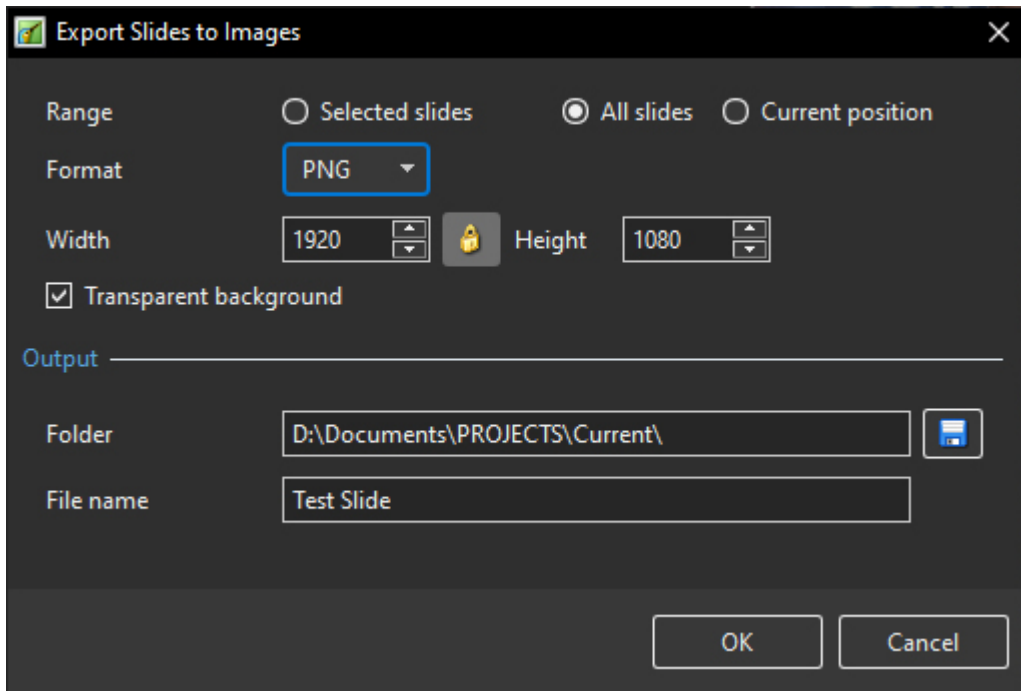 Export Slides to Images
Range Selected slides All slides Current position
Format PNG
Width 1920 Height 1080
Transparent background
Output
Folder D:\Documents\PROJECTS\Current\
File name Test Slide
OK Cancel